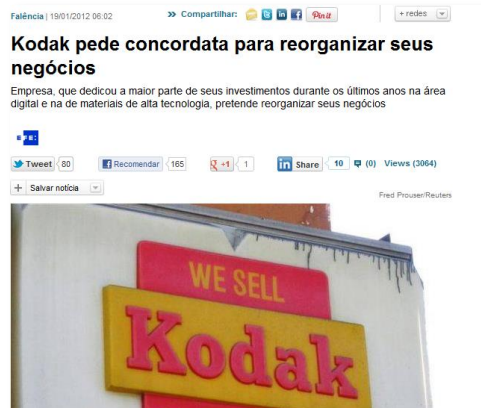 Falência | 19/01/2012 06:02
Compartilhar:
Pin it
+ redes
Kodak pede concordata para reorganizar seus
negócios
Empresa, que dedicou a maior parte de seus investimentos durante os últimos anos na área
digital e na de materiais de alta tecnologia, pretende reorganizar seus negócios
EFE:
Tweet 80
Recomendar 165
+1 1
in Share 10
(0) Views (3064)
+ Salvar notícia
Fred Prouser/Reuters
WE SELL
Kodak